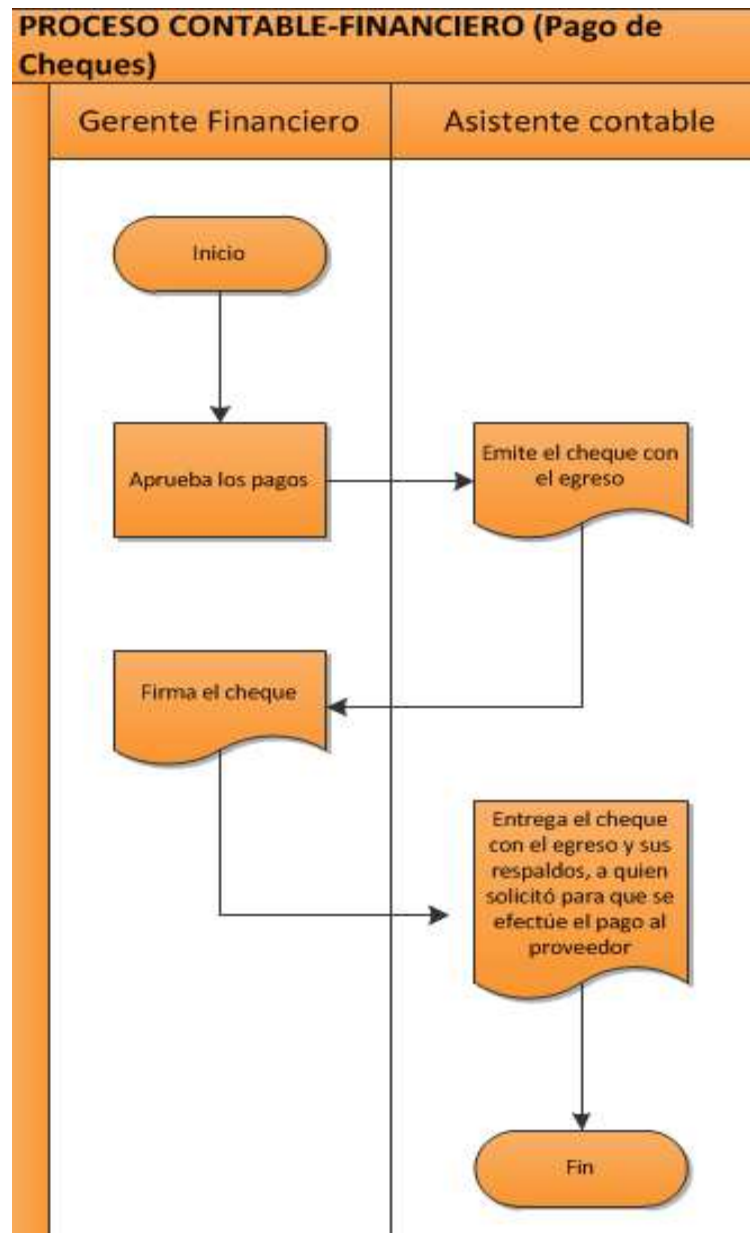 PROCESO CONTABLE-FINANCIERO (Pago de
Cheques)
Gerente Financiero
Asistente contable
Inicio
Aprueba los pagos
Emite el cheque con
el egreso
Firma el cheque
Entrega el cheque
con el egreso y sus
respaldos, a quien
solicitó para que se
efectúe el pago al
proveedor
Fin